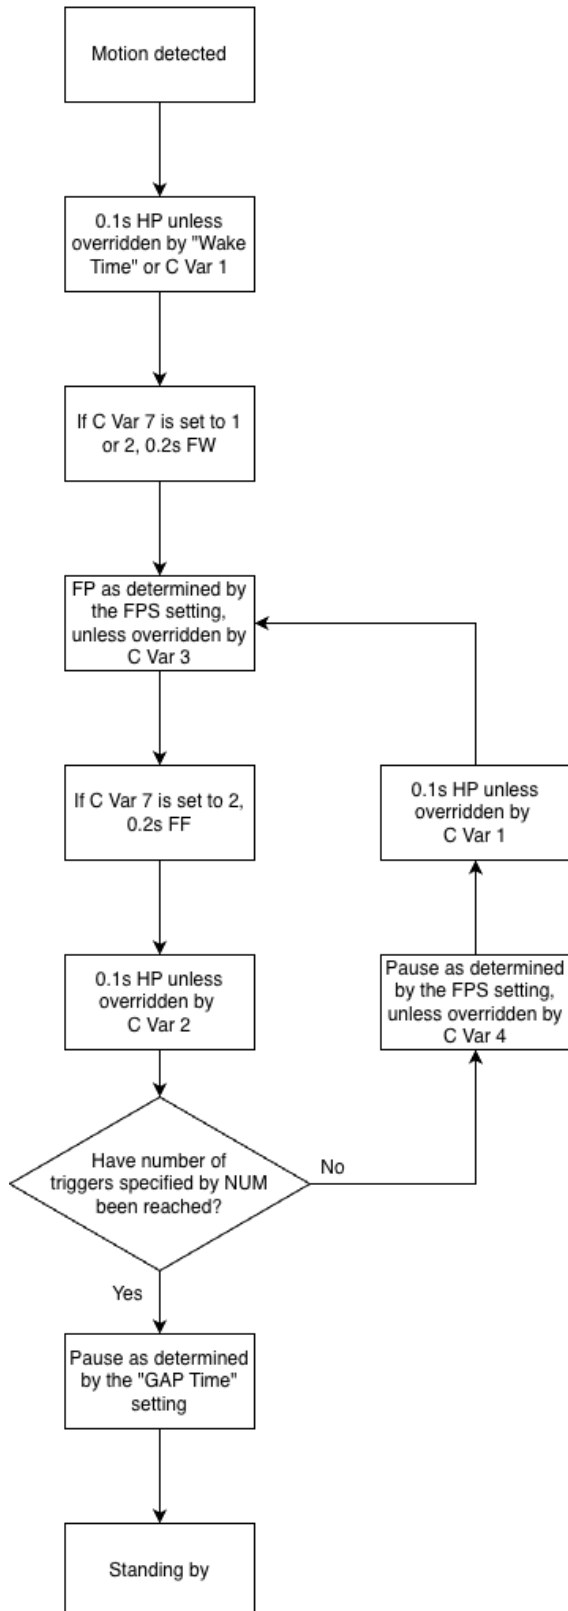 Motion detected
0.1s HP unless
overridden by "Wake
Time" or C Var 1
If C Var 7 is set to 1
or 2, 0.2s FW
FP as determined by
the FPS setting,
unless overridden by
C Var 3
If C Var 7 is set to 2,
0.2s FF
0.1s HP unless
overridden by
C Var 1
0.1s HP unless
overridden by
C Var 2
Pause as determined
by the FPS setting,
unless overridden by
C Var 4
Have number of
triggers specified by NUM
been reached?
No
Yes
Pause as determined
by the "GAP Time"
setting
Standing by